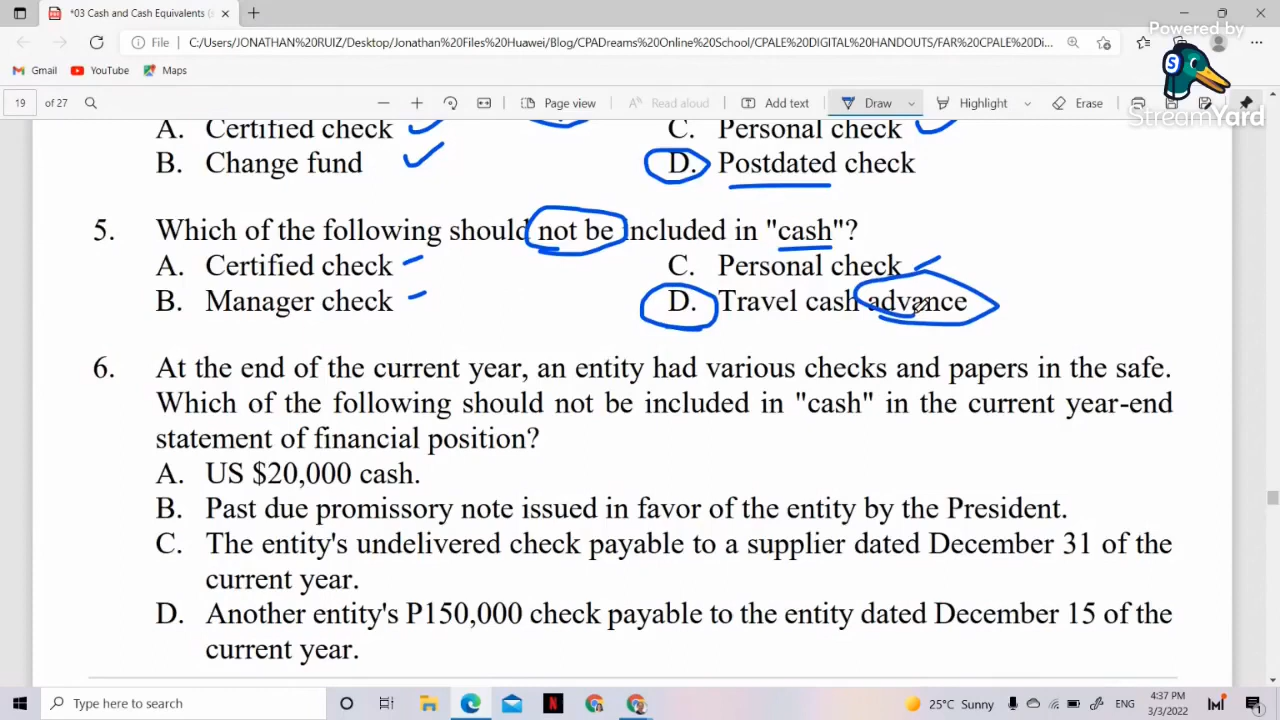 *03 Cash and Cash Equivalents (s
Powered by
File C:/Users/JONATHAN%20RUIZ/Desktop/Jonathan%20Files%20Huawei/Blog/CPADreams%20Online%20School/CPALE%20DIGITAL%20HANDOUTS/FAR%20CPALE%20Di...
Gmail YouTube Maps
19 of 27 Page view Read aloud Add text Draw Highlight Erase
StreamYard
A. Certified check C. Personal check
B. Change fund D. Postdated check
5. Which of the following should not be included in "cash"?
A. Certified check C. Personal check
B. Manager check D. Travel cash advance
6. At the end of the current year, an entity had various checks and papers in the safe.
Which of the following should not be included in "cash" in the current year-end
statement of financial position?
A. US $20,000 cash.
B. Past due promissory note issued in favor of the entity by the President.
C. The entity's undelivered check payable to a supplier dated December 31 of the
current year.
D. Another entity's P150,000 check payable to the entity dated December 15 of the
current year.
Type here to search
25°C Sunny ENG 4:37 PM
3/3/2022